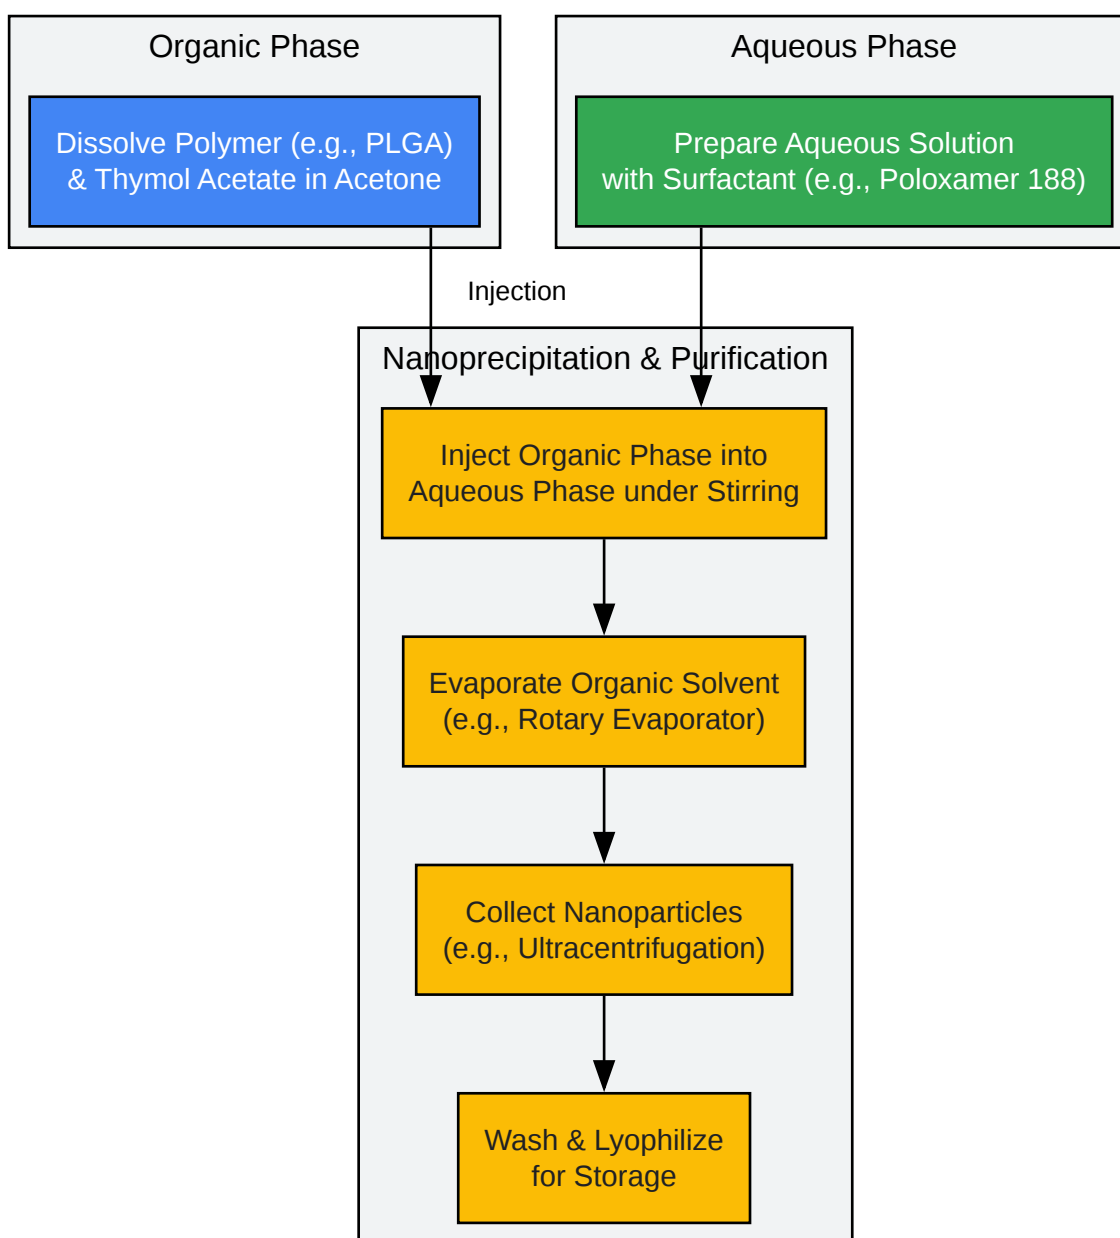 Organic Phase
Aqueous Phase
Dissolve Polymer (e.g., PLGA)
& Thymol Acetate in Acetone
Prepare Aqueous Solution
with Surfactant (e.g., Poloxamer 188)
Injection
Nanoprecipitation & Purification
Inject Organic Phase into
Aqueous Phase under Stirring
Evaporate Organic Solvent
(e.g., Rotary Evaporator)
Collect Nanoparticles
(e.g., Ultracentrifugation)
Wash & Lyophilize
for Storage